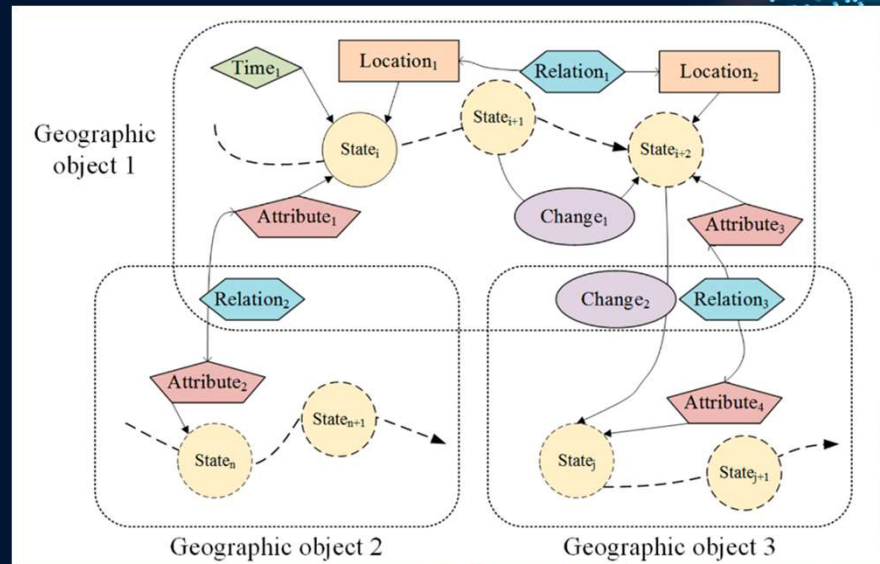 Time₁
Location₁
Relation₁
Location₂
Geographic
object 1
Stateᵢ
Stateᵢ₊₁
Stateᵢ₊₂
Attribute₁
Change₁
Attribute₃
Relation₂
Change₂
Relation₃
Attribute₂
Attribute₄
Stateₙ
Stateₙ₊₁
Stateⱼ
Stateⱼ₊₁
Geographic object 2
Geographic object 3